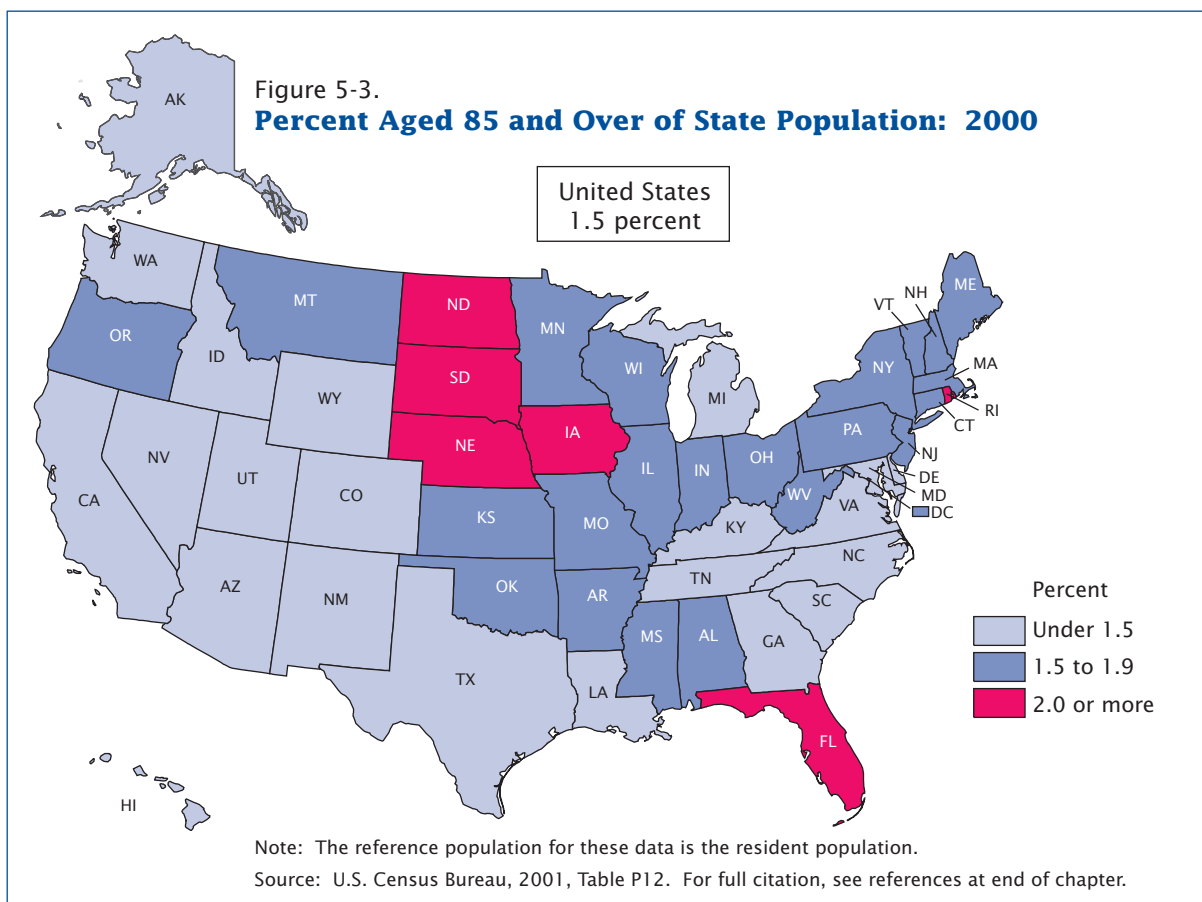 AK
Figure 5-3.
Percent Aged 85 and Over of State Population: 2000
United States
1.5 percent
WA
MT
ND
MN
ME
NH
VT
OR
ID
WY
SD
WI
MI
NY
MA
RI
CT
NE
IA
PA
NJ
NV
UT
CO
IL
IN
OH
DE
MD
DC
CA
KS
MO
WV
VA
KY
AZ
NM
OK
AR
TN
NC
SC
MS
AL
GA
TX
LA
FL
HI
Percent
Under 1.5
1.5 to 1.9
2.0 or more
Note: The reference population for these data is the resident population.
Source: U.S. Census Bureau, 2001, Table P12. For full citation, see references at end of chapter.